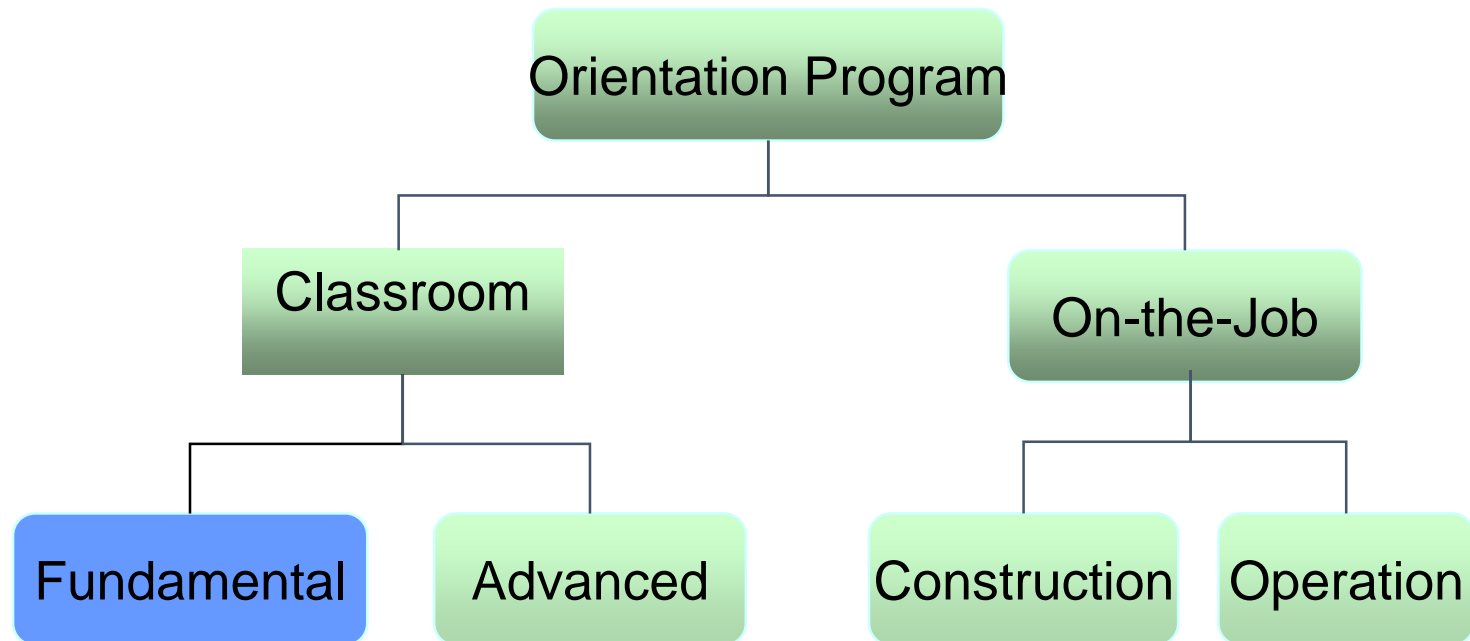 Orientation Program
Classroom
On-the-Job
Fundamental
Advanced
Construction
Operation